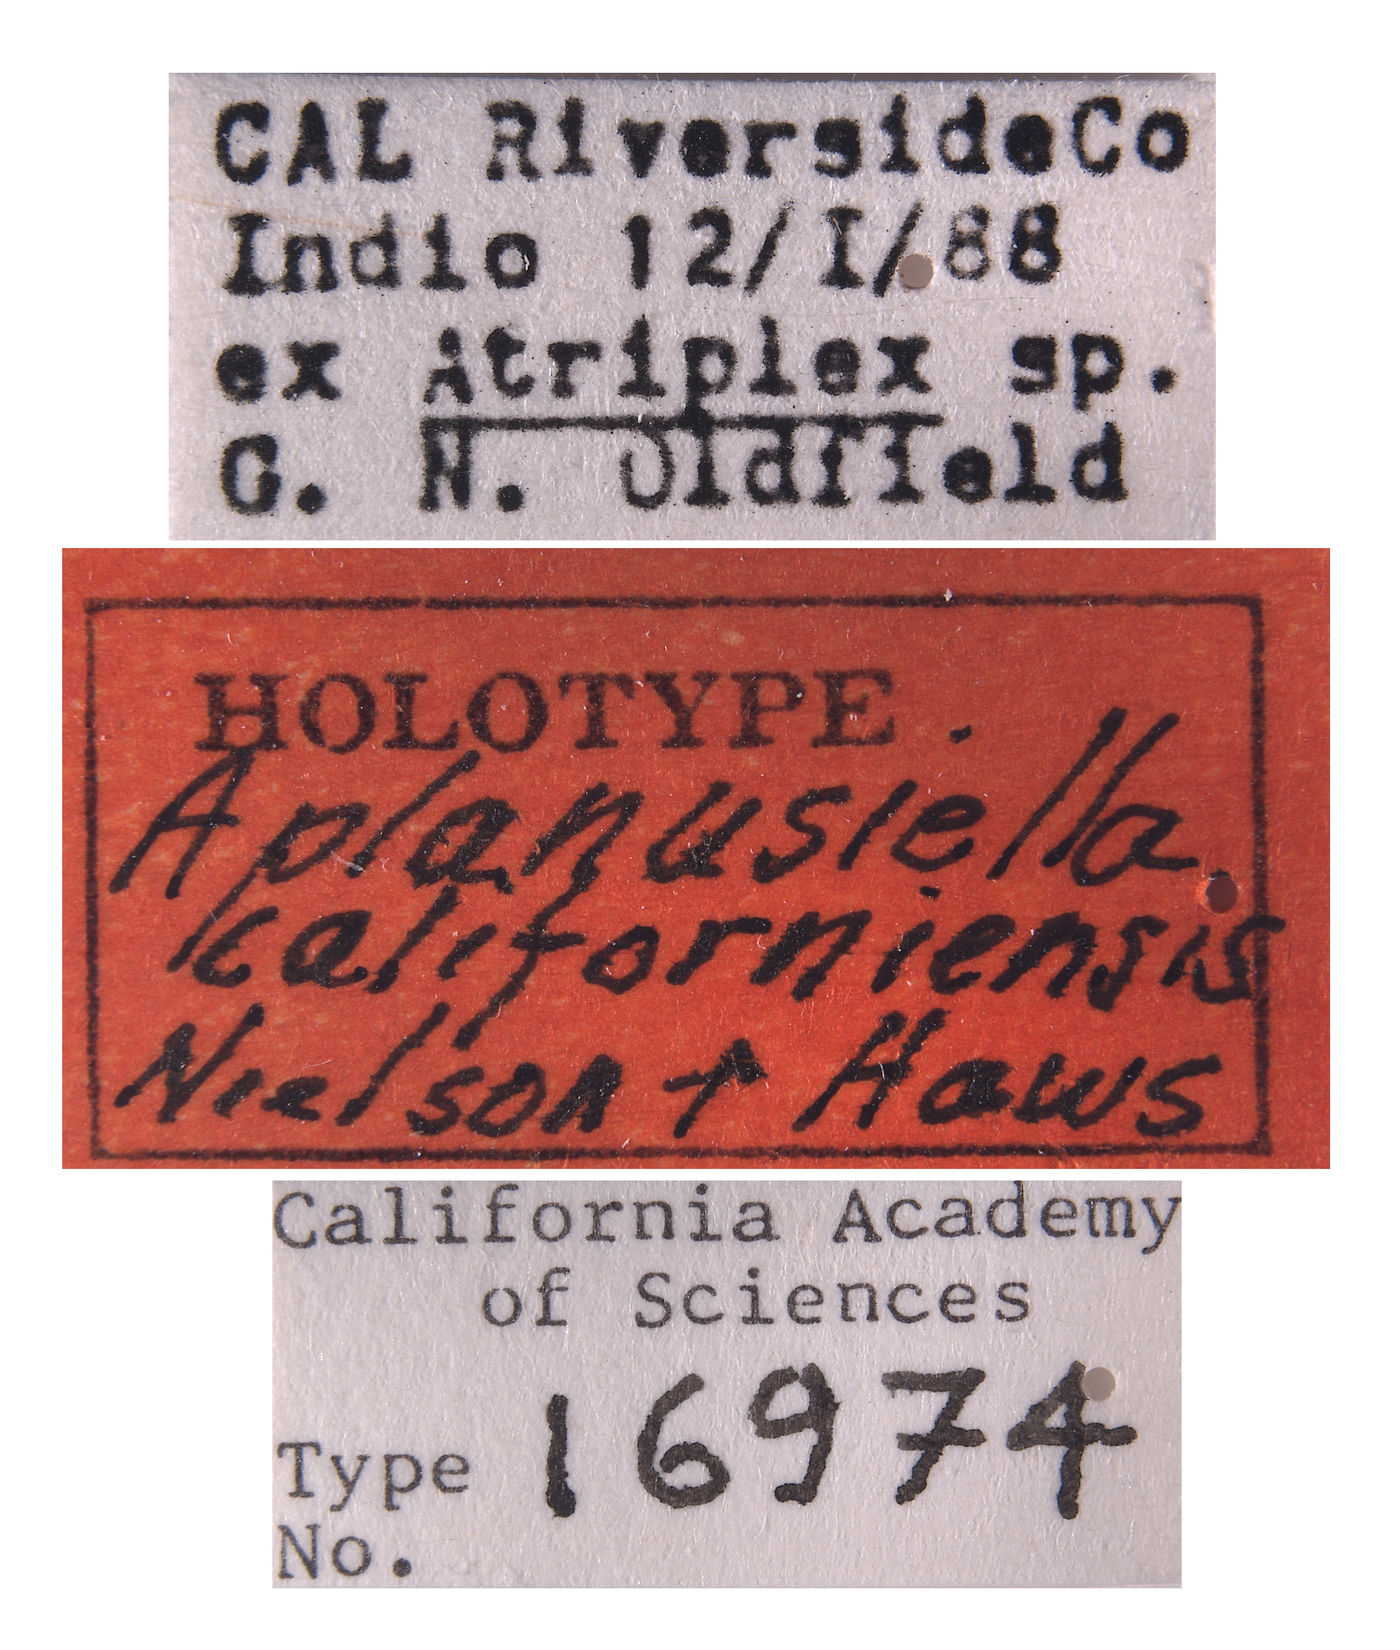 CAL RiversideCo
Indio 12/I/88
ex Atriplex sp.
G. N. Oldfield
HOLOTYPE
Aplanusiella
californiensis
Nielson + Haws
California Academy
of Sciences
Type 16974
No.